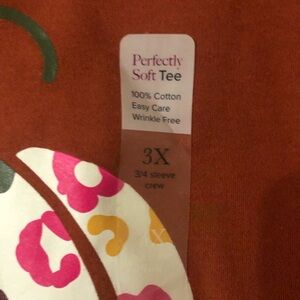 Perfectly
Soft Tee
100% Cotton
Easy Care
Wrinkle Free
3X
3/4 sleeve
crew